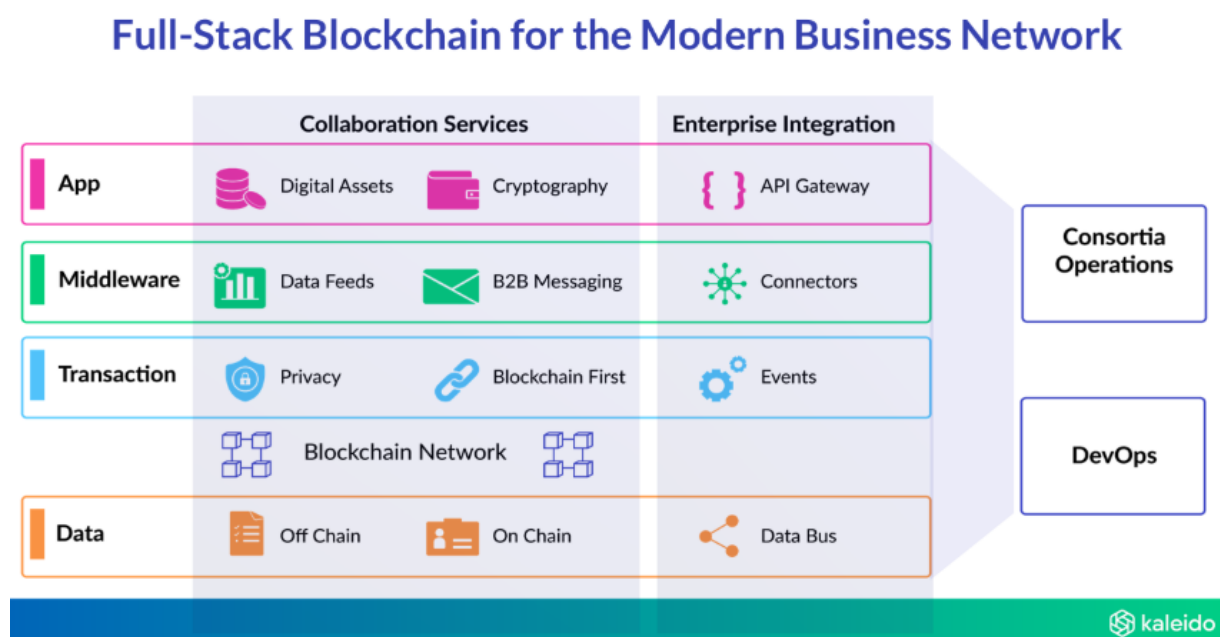 Full-Stack Blockchain for the Modern Business Network
Collaboration Services
Enterprise Integration
App
Digital Assets
Cryptography
{ } API Gateway
Middleware
Data Feeds
B2B Messaging
Connectors
Transaction
Privacy
Blockchain First
Events
Blockchain Network
Data
Off Chain
On Chain
Data Bus
Consortia
Operations
DevOps
kaleido